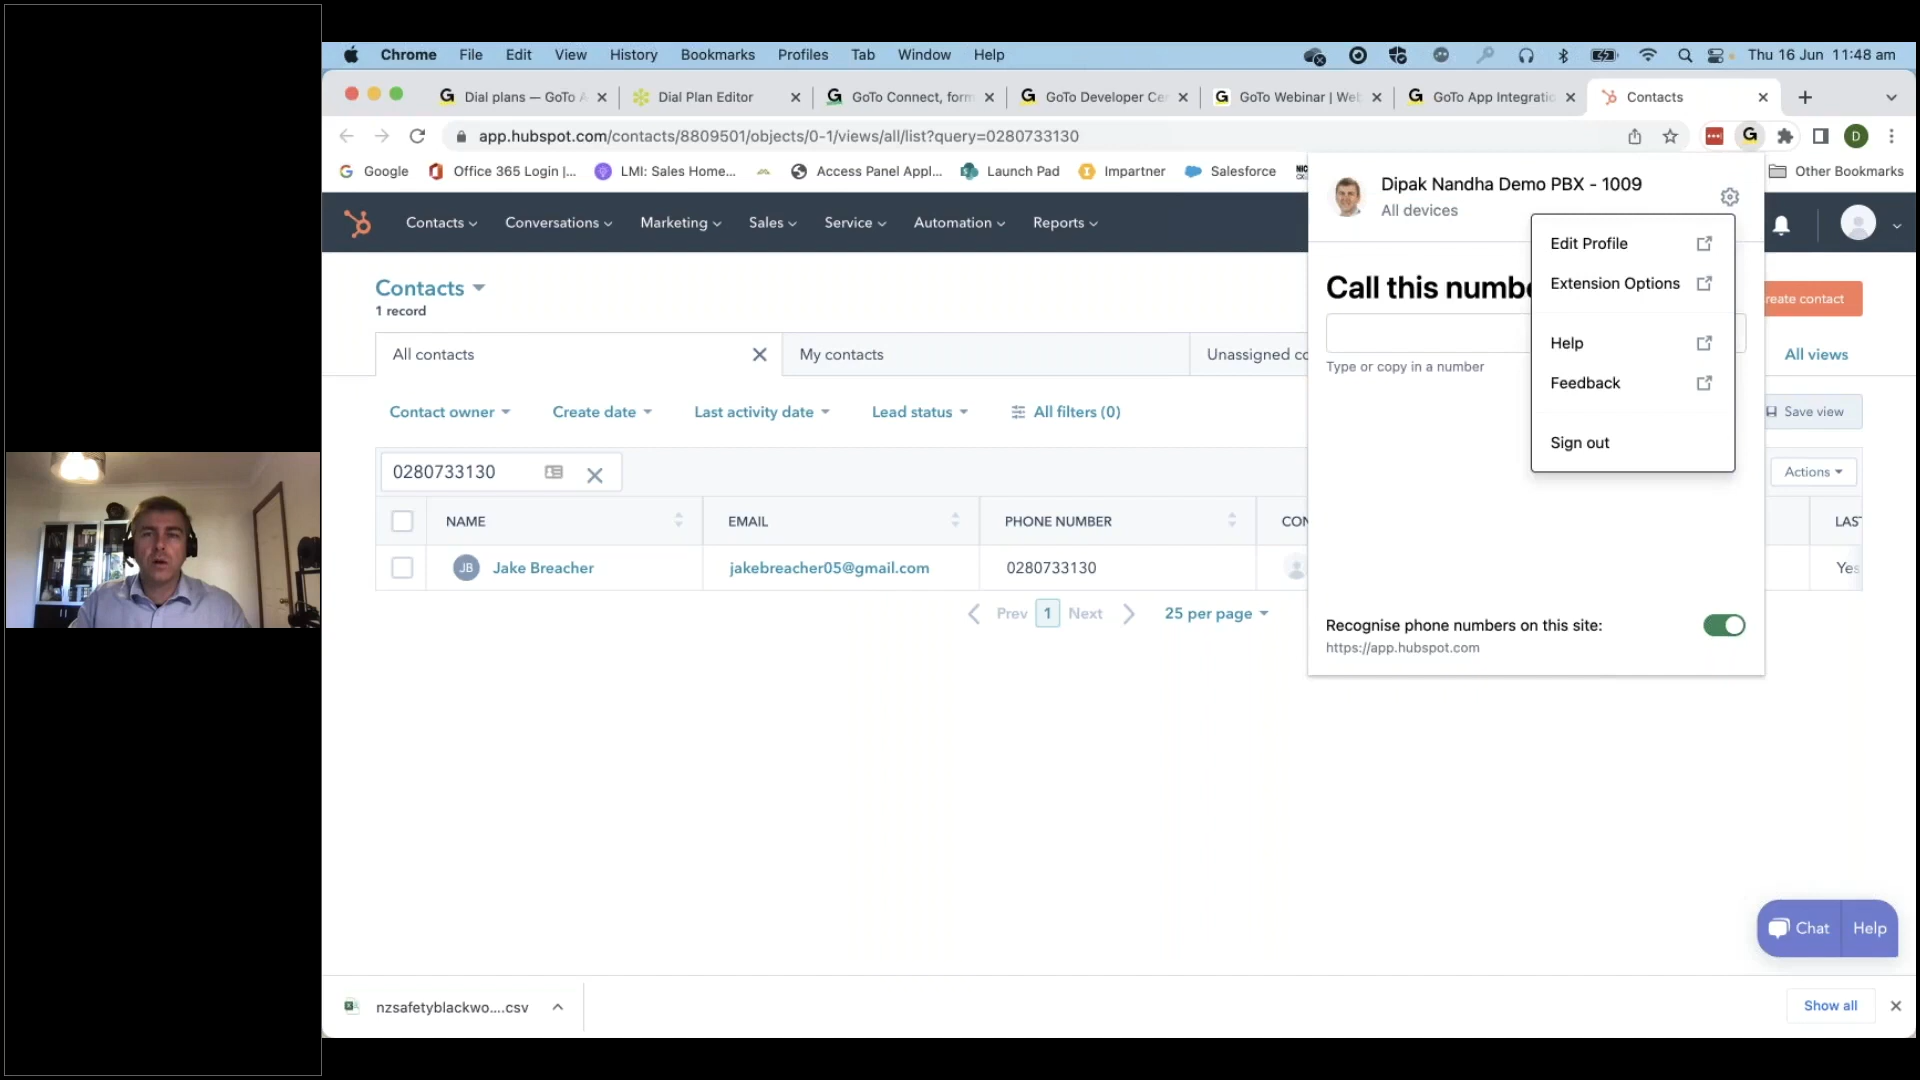 Chrome File Edit View History Bookmarks Profiles Tab Window Help Thu 16 Jun 11:48 am
Dial plans — GoTo A Dial Plan Editor GoTo Connect, form GoTo Developer Cen GoTo Webinar | Web GoTo App Integratio Contacts
app.hubspot.com/contacts/8809501/objects/0-1/views/all/list?query=0280733130 D
Google Office 365 Login |... LMI: Sales Home... Access Panel Appl... Launch Pad Impartner Salesforce Other Bookmarks
Contacts Conversations Marketing Sales Service Automation Reports
Dipak Nandha Demo PBX - 1009
All devices
Edit Profile
Extension Options
Help
Feedback
Sign out
Call this numbe
Type or copy in a number
Recognise phone numbers on this site:
https://app.hubspot.com
Contacts
1 record
reate contact
All contacts My contacts Unassigned co All views
Contact owner Create date Last activity date Lead status All filters (0) Save view
0280733130 Actions
NAME EMAIL PHONE NUMBER CON LAST
JB Jake Breacher jakebreacher05@gmail.com 0280733130 Yes
Prev 1 Next 25 per page
Chat Help
nzsafetyblackwo....csv Show all